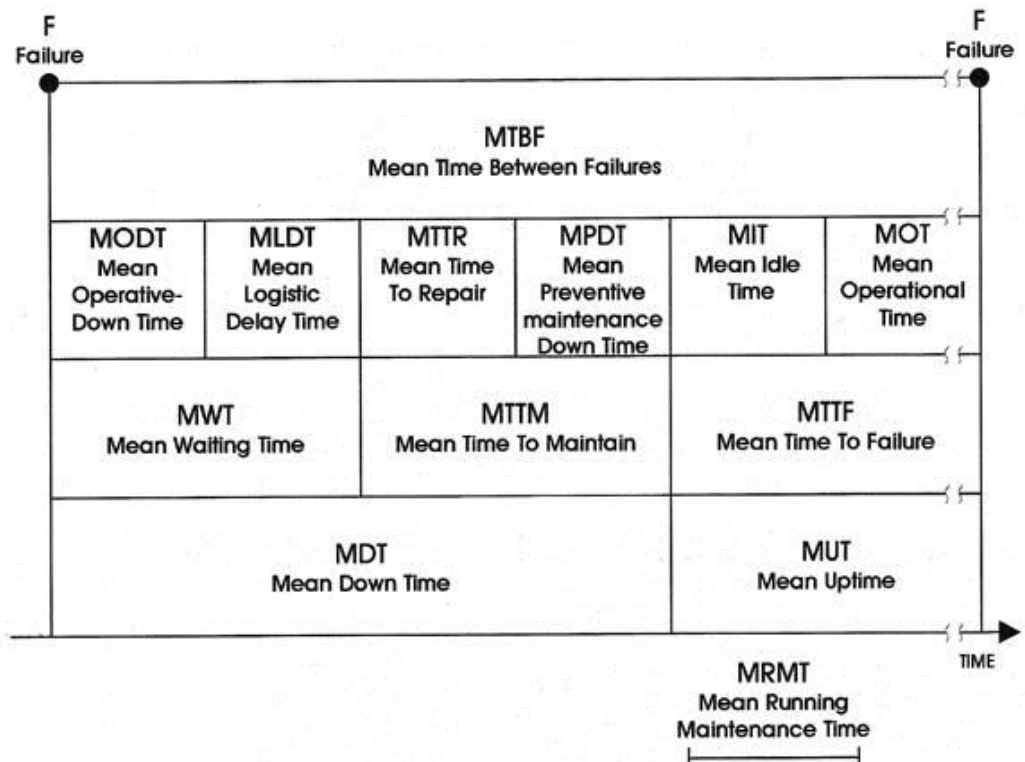 F
Failure
F
Failure
MTBF
Mean Time Between Failures
MODT
Mean
Operative-
Down Time
MLDT
Mean
Logistic
Delay Time
MTTR
Mean Time
To Repair
MPDT
Mean
Preventive
maintenance
Down Time
MIT
Mean Idle
Time
MOT
Mean
Operational
Time
MWT
Mean Waiting Time
MTTM
Mean Time To Maintain
MTTF
Mean Time To Failure
MDT
Mean Down Time
MUT
Mean Uptime
TIME
MRMT
Mean Running
Maintenance Time